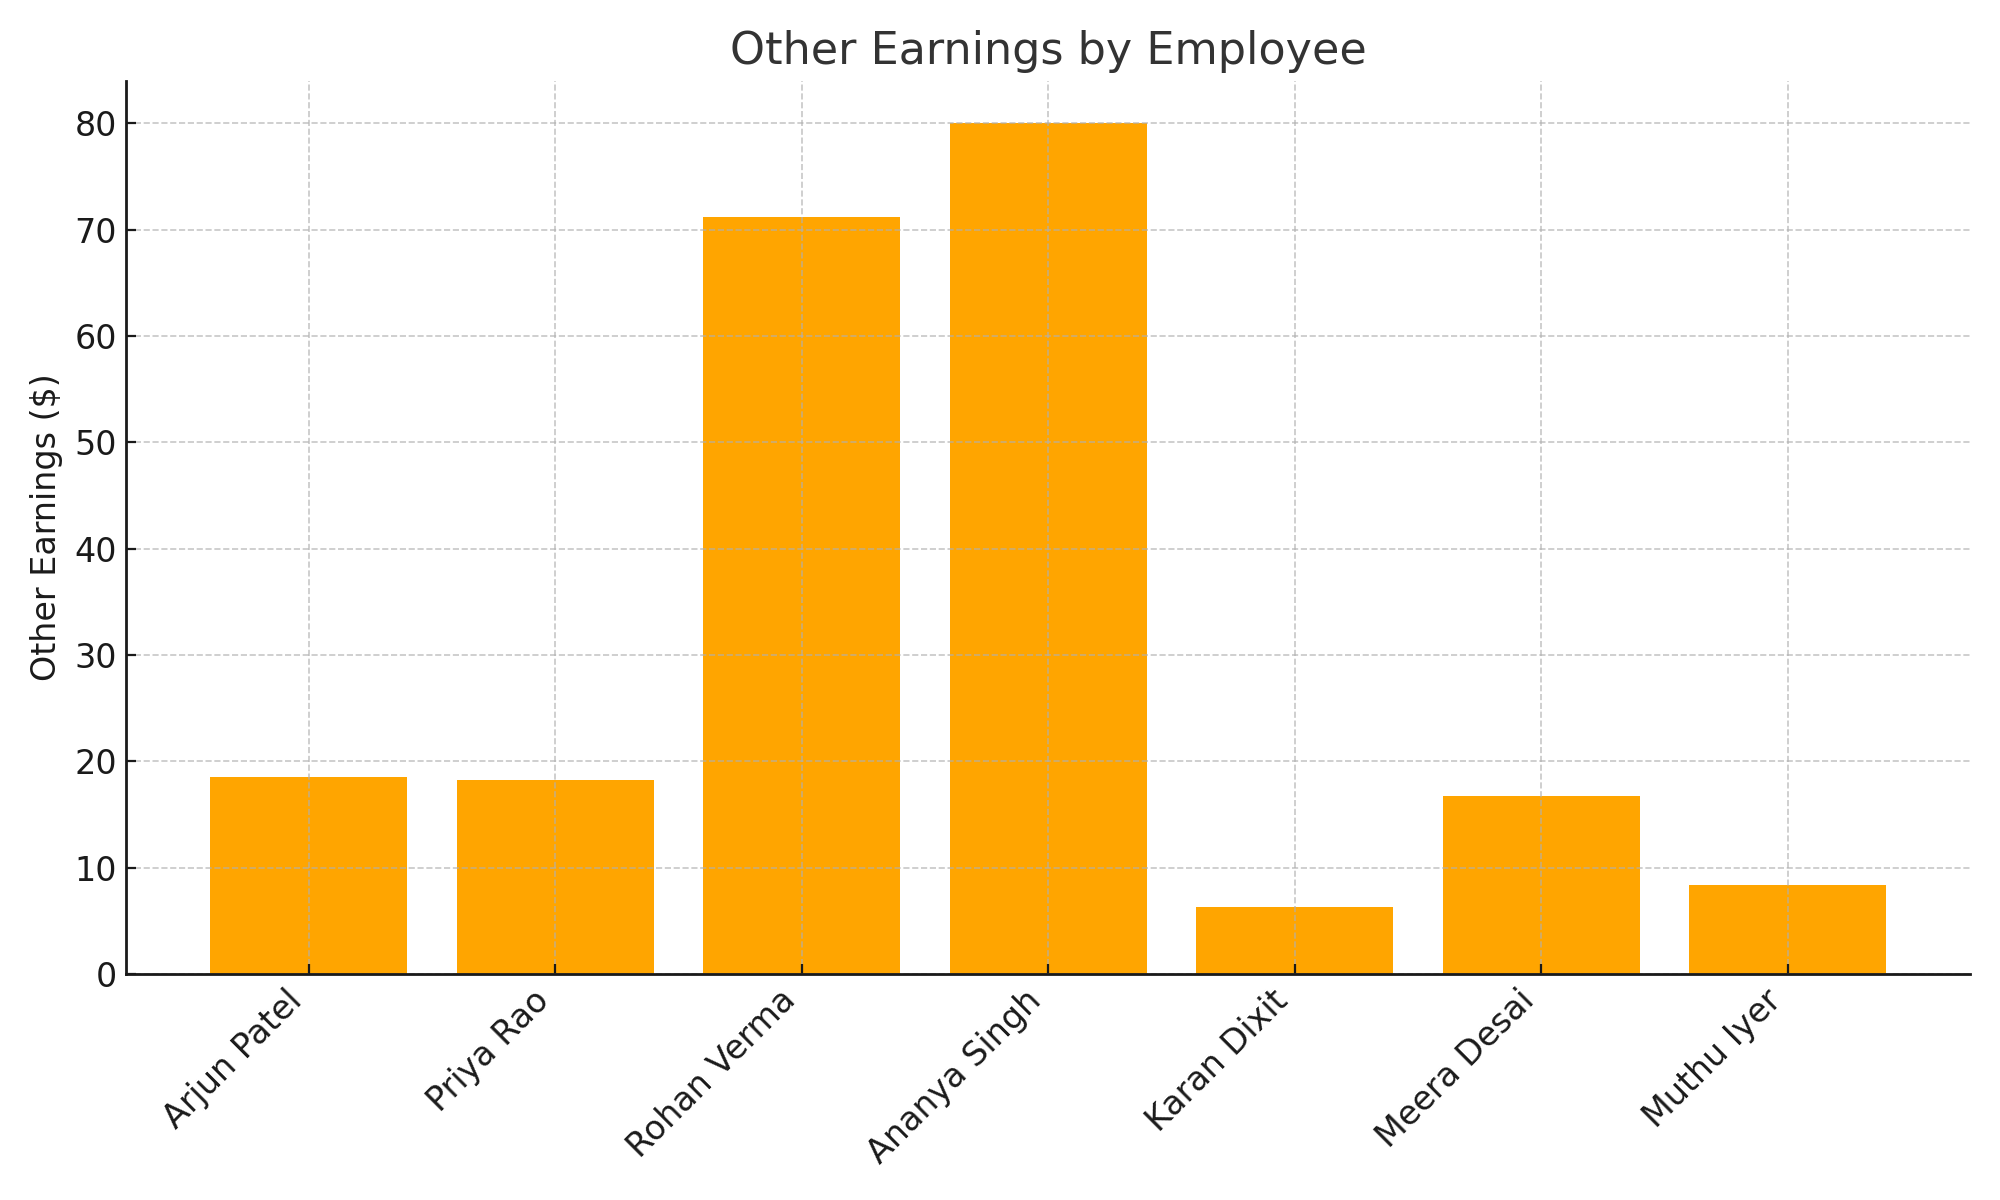 Other Earnings by Employee
Other Earnings ($)
80
70
60
50
40
30
20
10
0
Arjun Patel
Priya Rao
Rohan Verma
Ananya Singh
Karan Dixit
Meera Desai
Muthu Iyer